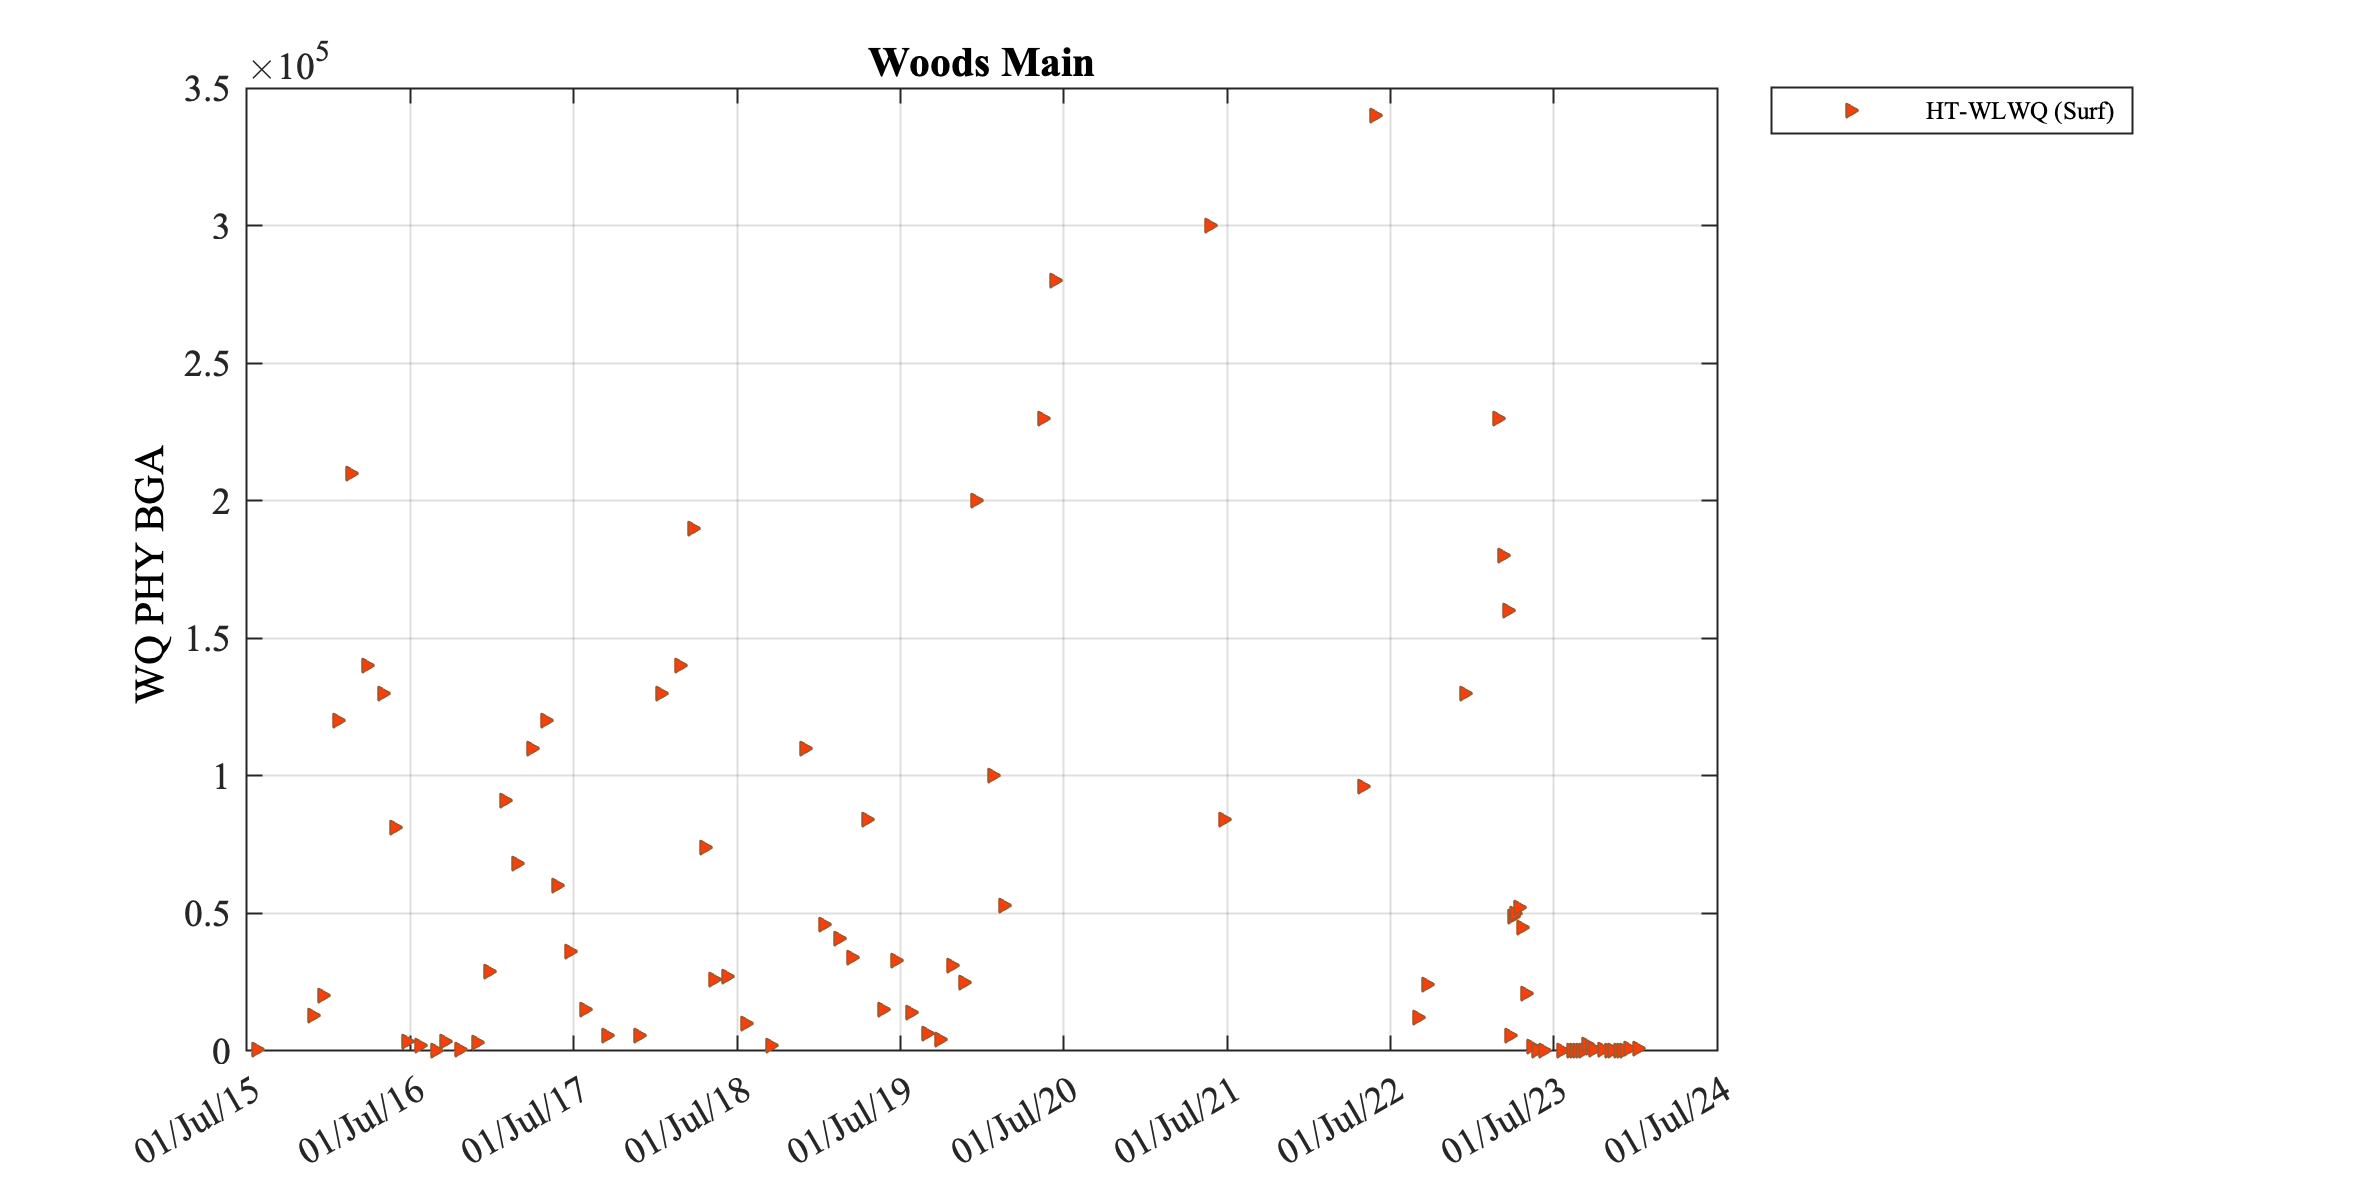 Woods Main
×10⁵
3.5
3
2.5
2
1.5
1
0.5
0
WQ PHY BGA
01/Jul/15
01/Jul/16
01/Jul/17
01/Jul/18
01/Jul/19
01/Jul/20
01/Jul/21
01/Jul/22
01/Jul/23
01/Jul/24
HT-WLWQ (Surf)